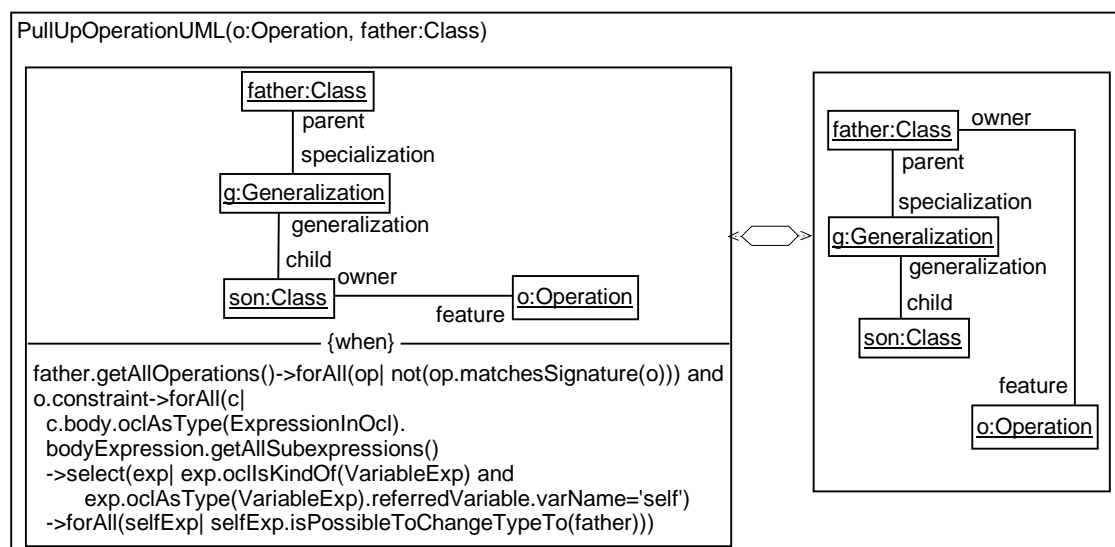 PullUpOperationUML(o:Operation, father:Class)
father:Class
parent
specialization
g:Generalization
generalization
child
owner
son:Class
o:Operation
feature
{when}
father.getAllOperations()->forAll(op| not(op.matchesSignature(o))) and
o.constraint->forAll(c|
c.body.oclAsType(ExpressionInOcl).
bodyExpression.getAllSubexpressions()
->select(exp| exp.oclIsKindOf(VariableExp) and
exp.oclAsType(VariableExp).referredVariable.varName='self')
->forAll(selfExp| selfExp.isPossibleToChangeTypeTo(father)))
owner
father:Class
parent
specialization
g:Generalization
generalization
child
son:Class
feature
o:Operation